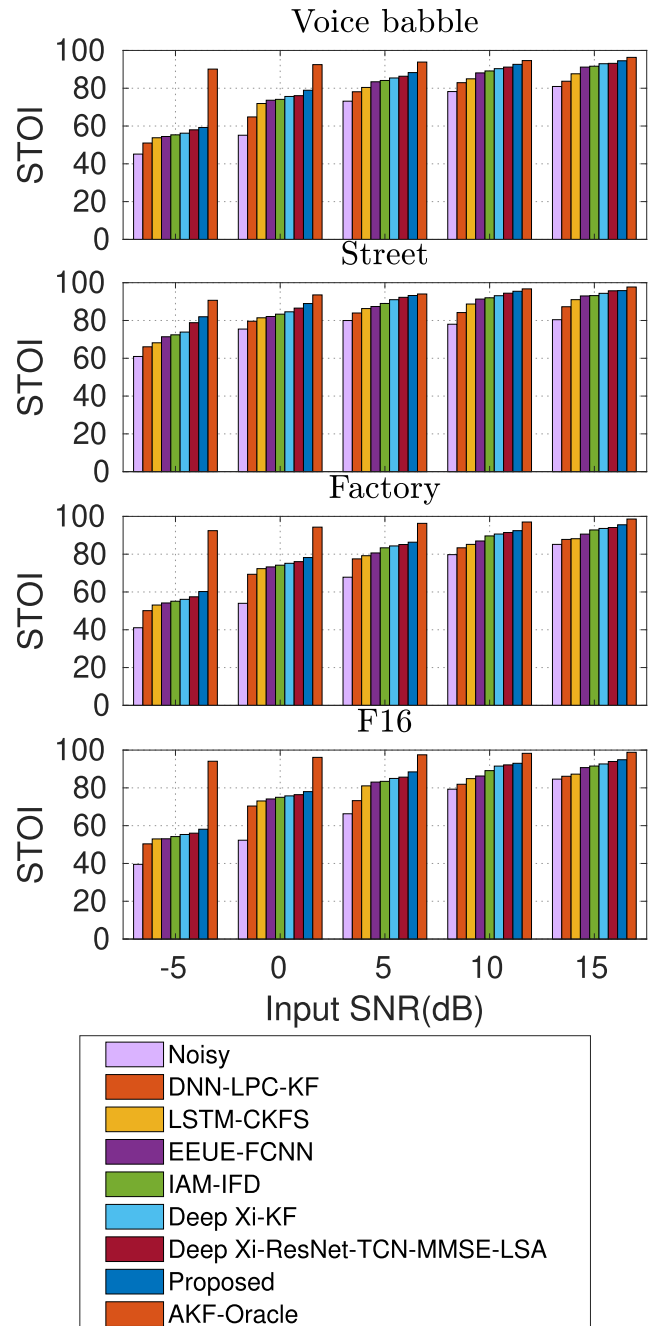 Voice babble
100
80
60
40
20
0
STOI
Street
100
80
60
40
20
0
STOI
Factory
100
80
60
40
20
0
STOI
F16
100
80
60
40
20
0
STOI
-5 0 5 10 15
Input SNR(dB)
Noisy
DNN-LPC-KF
LSTM-CKFS
EEUE-FCNN
IAM-IFD
Deep Xi-KF
Deep Xi-ResNet-TCN-MMSE-LSA
Proposed
AKF-Oracle